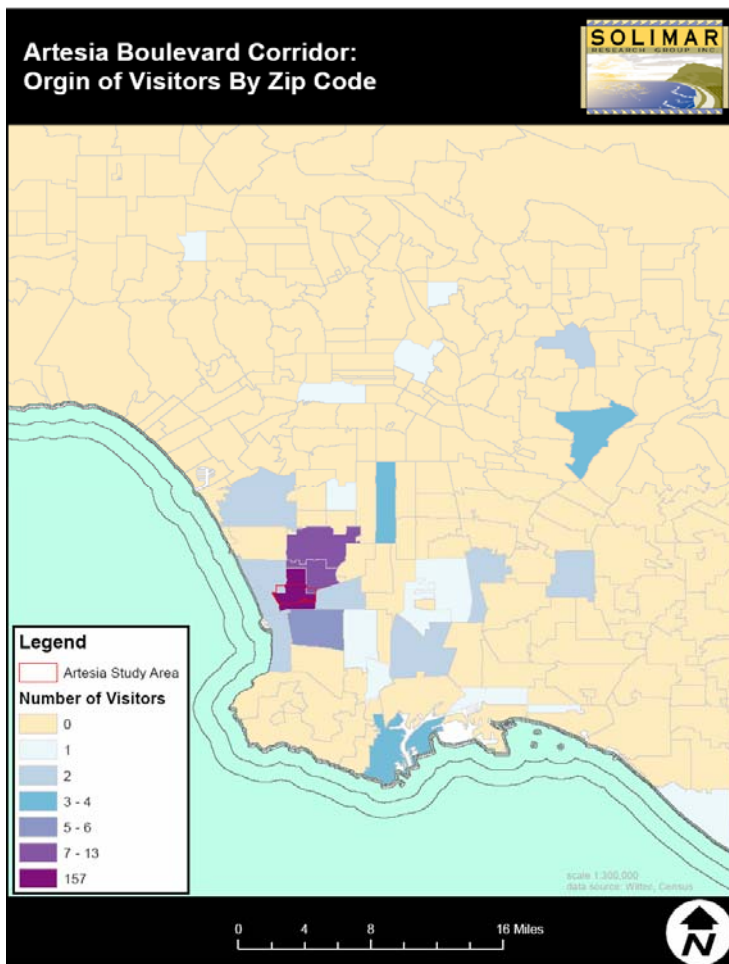 Artesia Boulevard Corridor:
Orgin of Visitors By Zip Code
SOLIMAR
RESEARCH GROUP INC
Legend
Artesia Study Area
Number of Visitors
0
1
2
3 - 4
5 - 6
7 - 13
157
scale 1:300,000
data source: Wiltec, Census
0 4 8 16 Miles
N